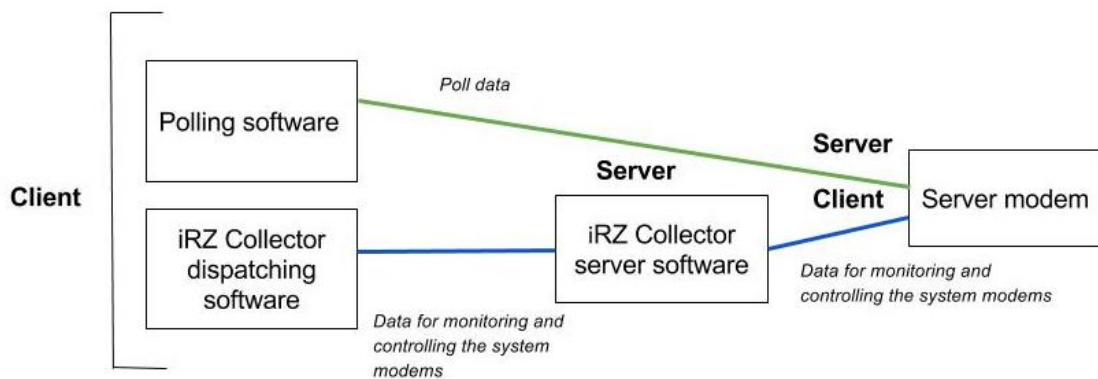 Poll data
Polling software
Server
Server
Client
Client
Server modem
iRZ Collector
dispatching
software
iRZ Collector
server software
Data for monitoring and
controlling the system modems
Data for monitoring and
controlling the system
modems